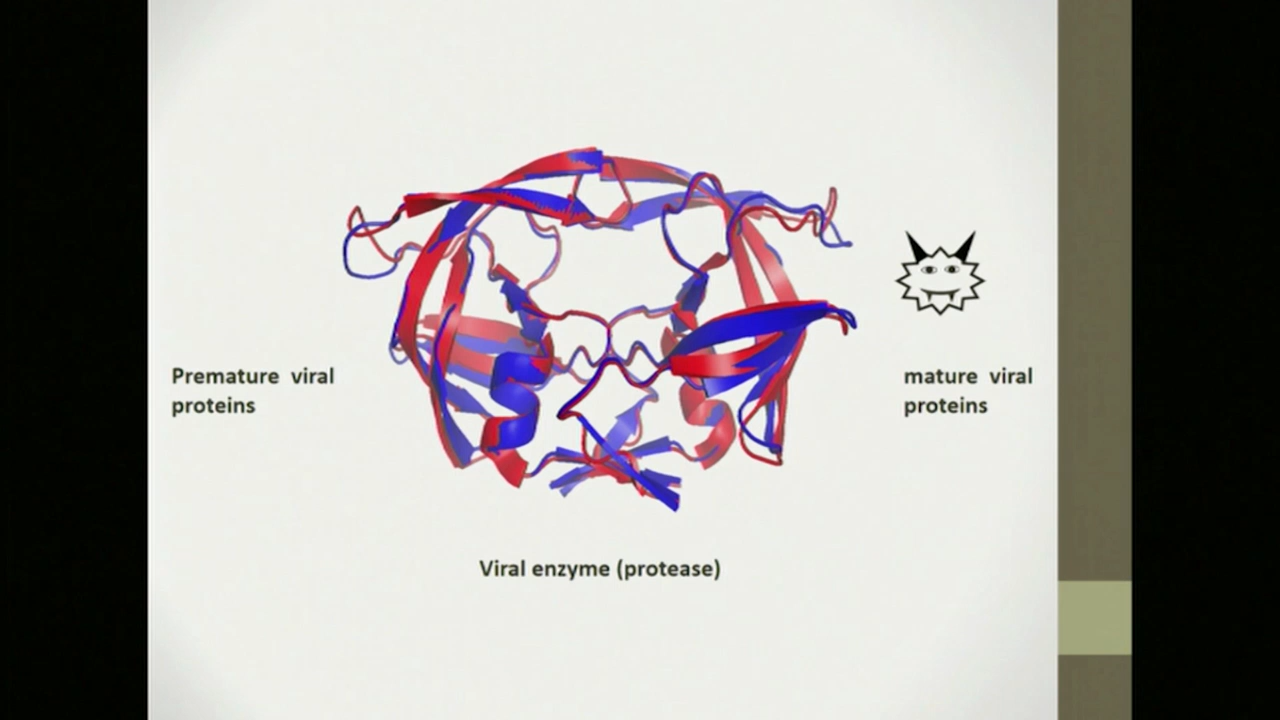 Premature viral
proteins
mature viral
proteins
Viral enzyme (protease)